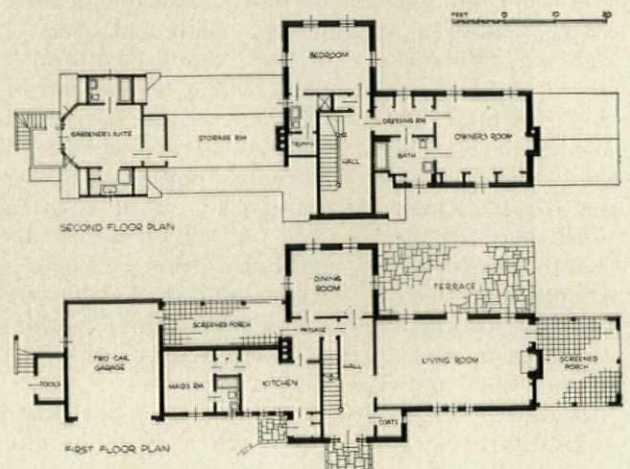 FEET 0 10 20
BEDROOM
GARDENER'S SUITE
STORAGE RM
TRUNKS
HALL
DRESSING RM
BATH
OWNER'S ROOM
SECOND FLOOR PLAN
DINING
ROOM
TERRACE
SCREENED PORCH
PASSAGE
TWO CAR
GARAGE
TOOLS
MAID'S RM
KITCHEN
HALL
LIVING ROOM
SCREENED
PORCH
COATS
FIRST FLOOR PLAN